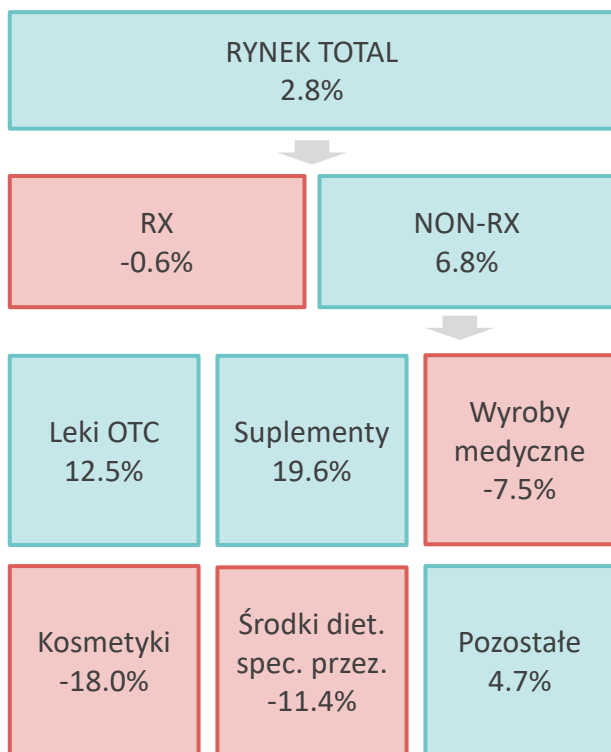 RYNEK TOTAL
2.8%
RX
-0.6%
NON-RX
6.8%
Leki OTC
12.5%
Suplementy
19.6%
Wyroby
medyczne
-7.5%
Kosmetyki
-18.0%
Środki diet.
spec. przez.
-11.4%
Pozostałe
4.7%